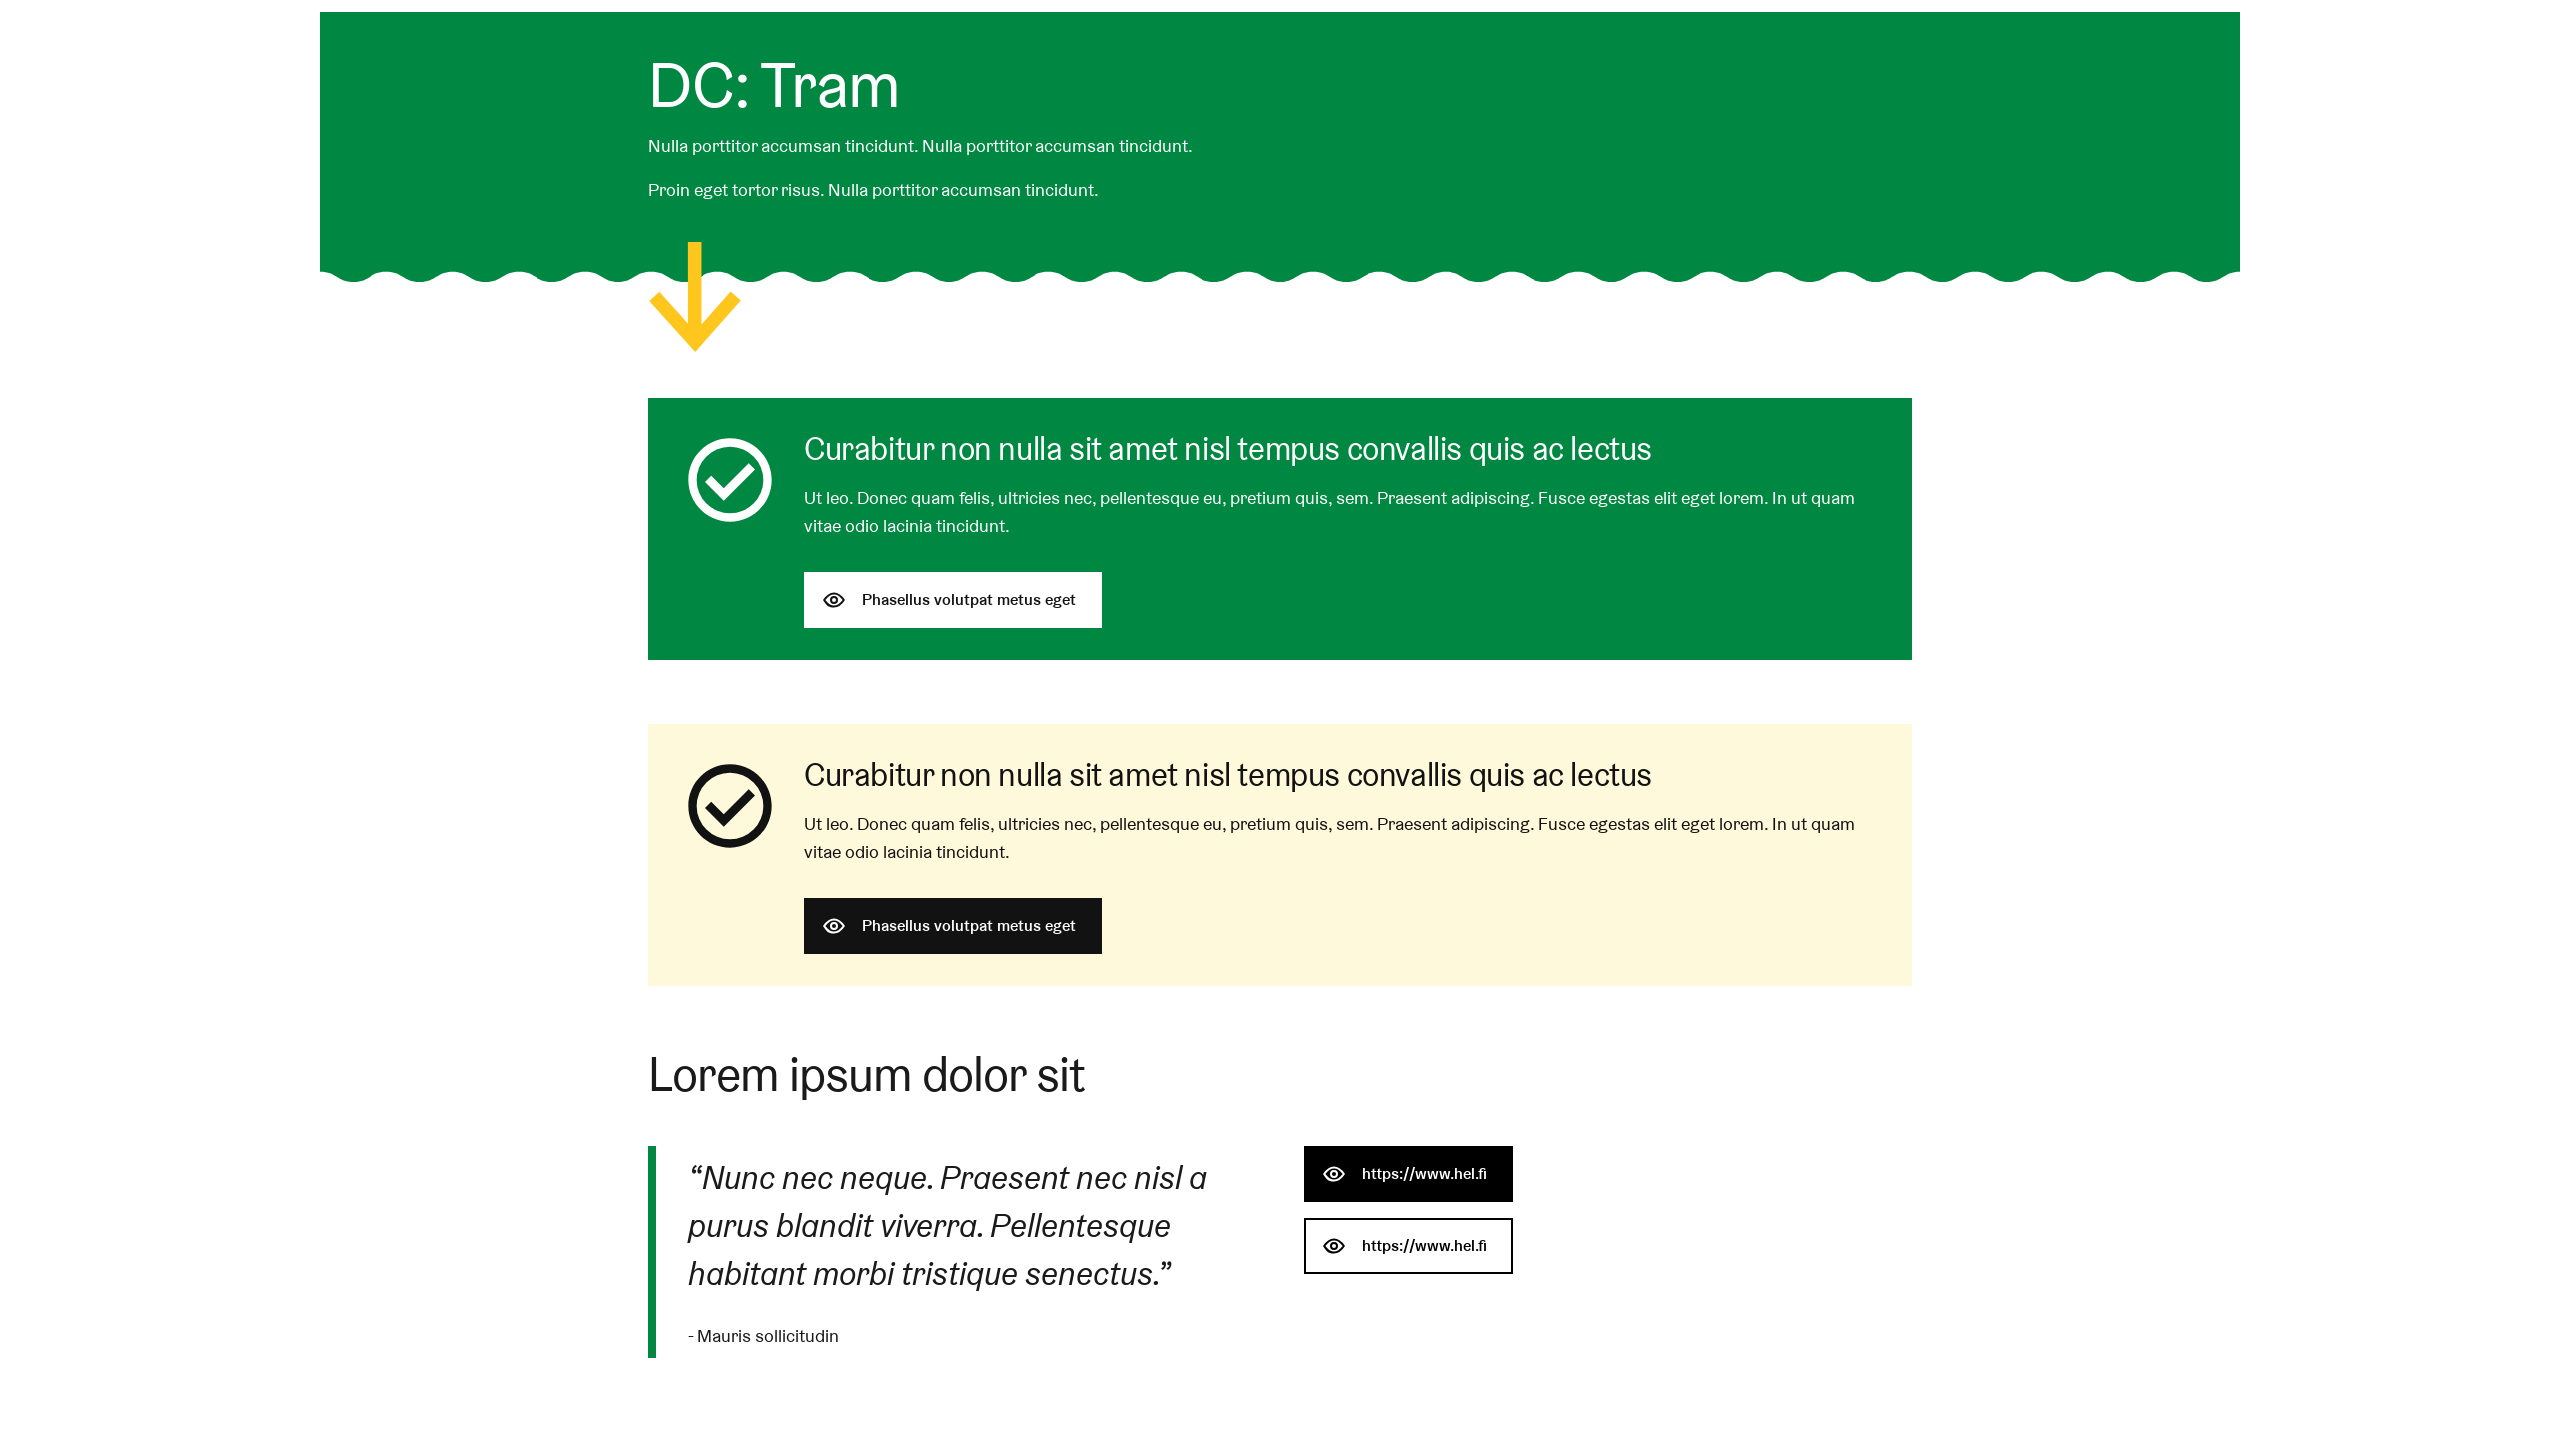 DC: Tram
Nulla porttitor accumsan tincidunt. Nulla porttitor accumsan tincidunt.
Proin eget tortor risus. Nulla porttitor accumsan tincidunt.
Curabitur non nulla sit amet nisl tempus convallis quis ac lectus
Ut leo. Donec quam felis, ultricies nec, pellentesque eu, pretium quis, sem. Praesent adipiscing. Fusce egestas elit eget lorem. In ut quam
vitae odio lacinia tincidunt.
Phasellus volutpat metus eget
Curabitur non nulla sit amet nisl tempus convallis quis ac lectus
Ut leo. Donec quam felis, ultricies nec, pellentesque eu, pretium quis, sem. Praesent adipiscing. Fusce egestas elit eget lorem. In ut quam
vitae odio lacinia tincidunt.
Phasellus volutpat metus eget
Lorem ipsum dolor sit
“Nunc nec neque. Praesent nec nisl a
purus blandit viverra. Pellentesque
habitant morbi tristique senectus.”
- Mauris sollicitudin
https://www.hel.fi
https://www.hel.fi